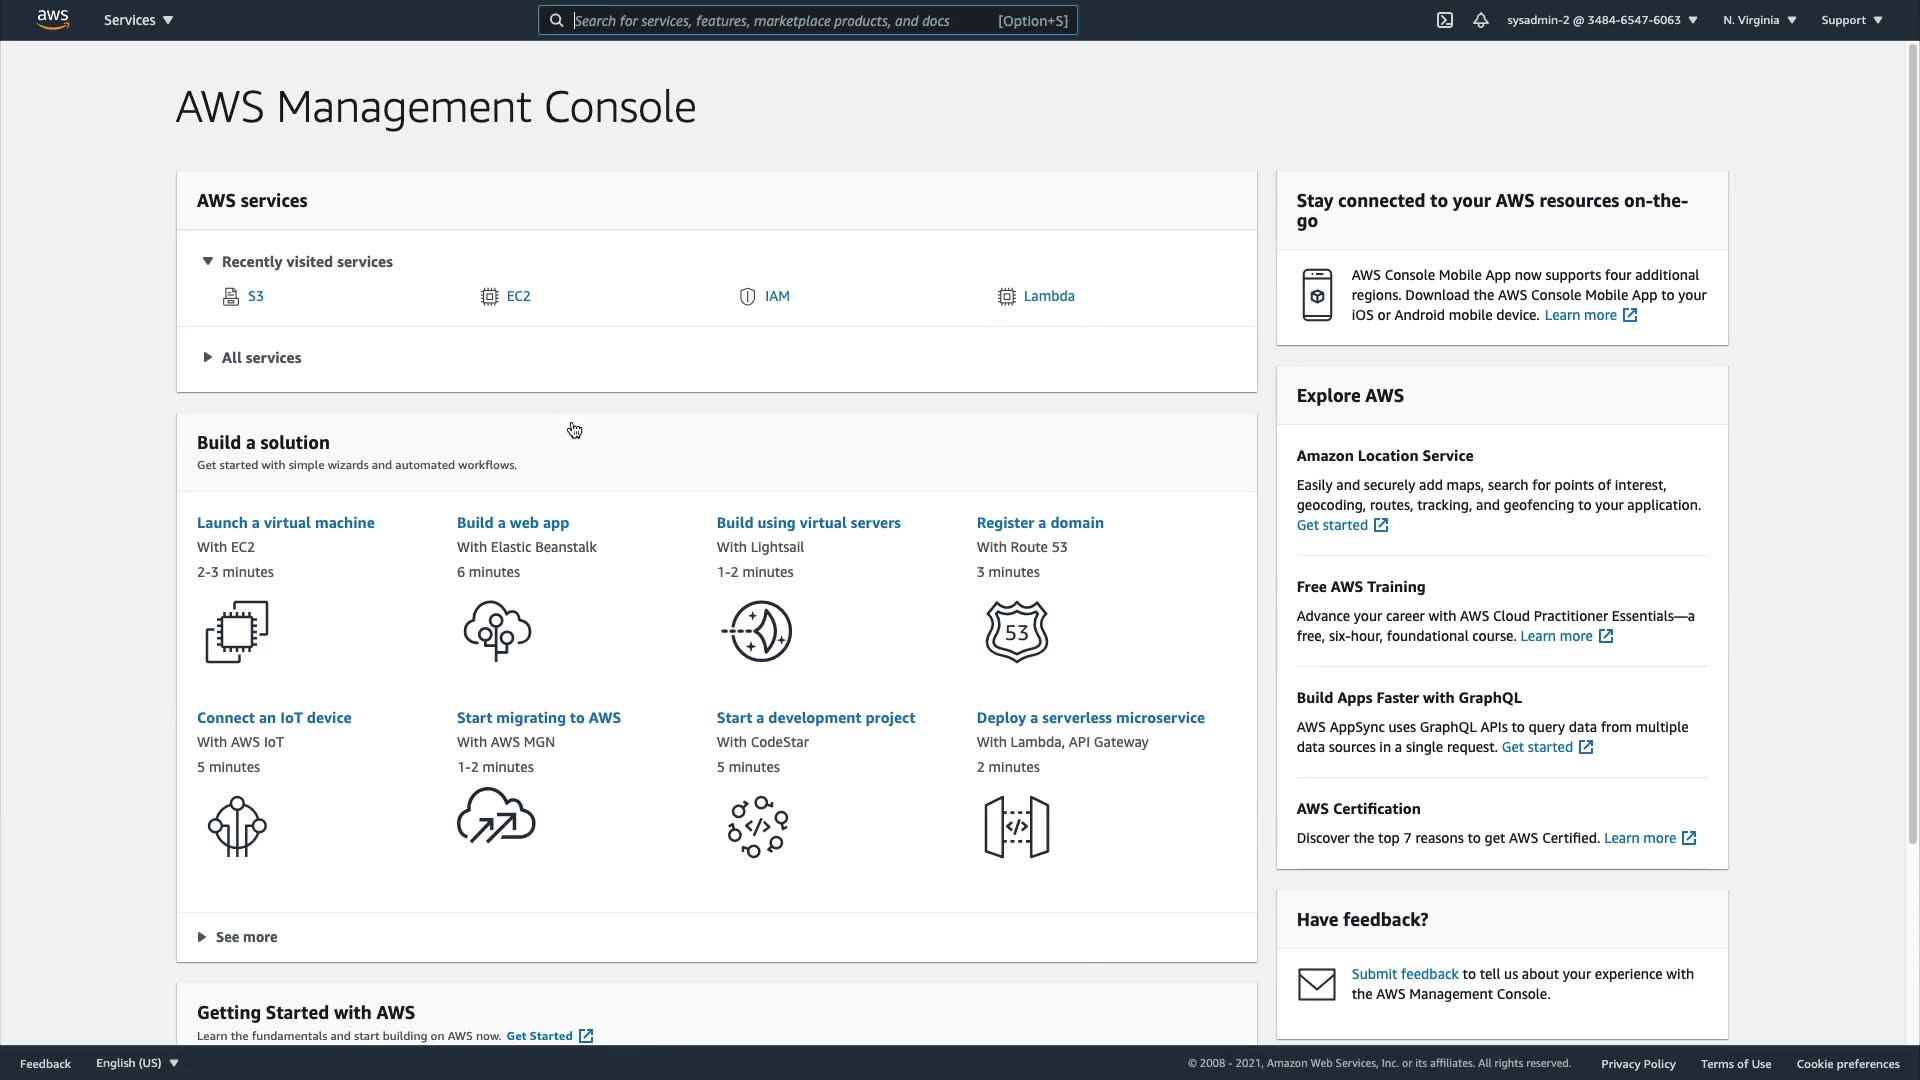 aws
Services
Search for services, features, marketplace products, and docs
[Option+S]
sysadmin-2 @ 3484-6547-6063
N. Virginia
Support
AWS Management Console
AWS services
Recently visited services
S3
EC2
IAM
Lambda
All services
Build a solution
Get started with simple wizards and automated workflows.
Launch a virtual machine
With EC2
2-3 minutes
Build a web app
With Elastic Beanstalk
6 minutes
Build using virtual servers
With Lightsail
1-2 minutes
Register a domain
With Route 53
3 minutes
53
Connect an IoT device
With AWS IoT
5 minutes
Start migrating to AWS
With AWS MGN
1-2 minutes
Start a development project
With CodeStar
5 minutes
</>
Deploy a serverless microservice
With Lambda, API Gateway
2 minutes
</>
See more
Getting Started with AWS
Learn the fundamentals and start building on AWS now. Get Started
Stay connected to your AWS resources on-the-
go
AWS Console Mobile App now supports four additional
regions. Download the AWS Console Mobile App to your
iOS or Android mobile device. Learn more
Explore AWS
Amazon Location Service
Easily and securely add maps, search for points of interest,
geocoding, routes, tracking, and geofencing to your application.
Get started
Free AWS Training
Advance your career with AWS Cloud Practitioner Essentials—a
free, six-hour, foundational course. Learn more
Build Apps Faster with GraphQL
AWS AppSync uses GraphQL APIs to query data from multiple
data sources in a single request. Get started
AWS Certification
Discover the top 7 reasons to get AWS Certified. Learn more
Have feedback?
Submit feedback to tell us about your experience with
the AWS Management Console.
Feedback
English (US)
© 2008 - 2021, Amazon Web Services, Inc. or its affiliates. All rights reserved.
Privacy Policy
Terms of Use
Cookie preferences